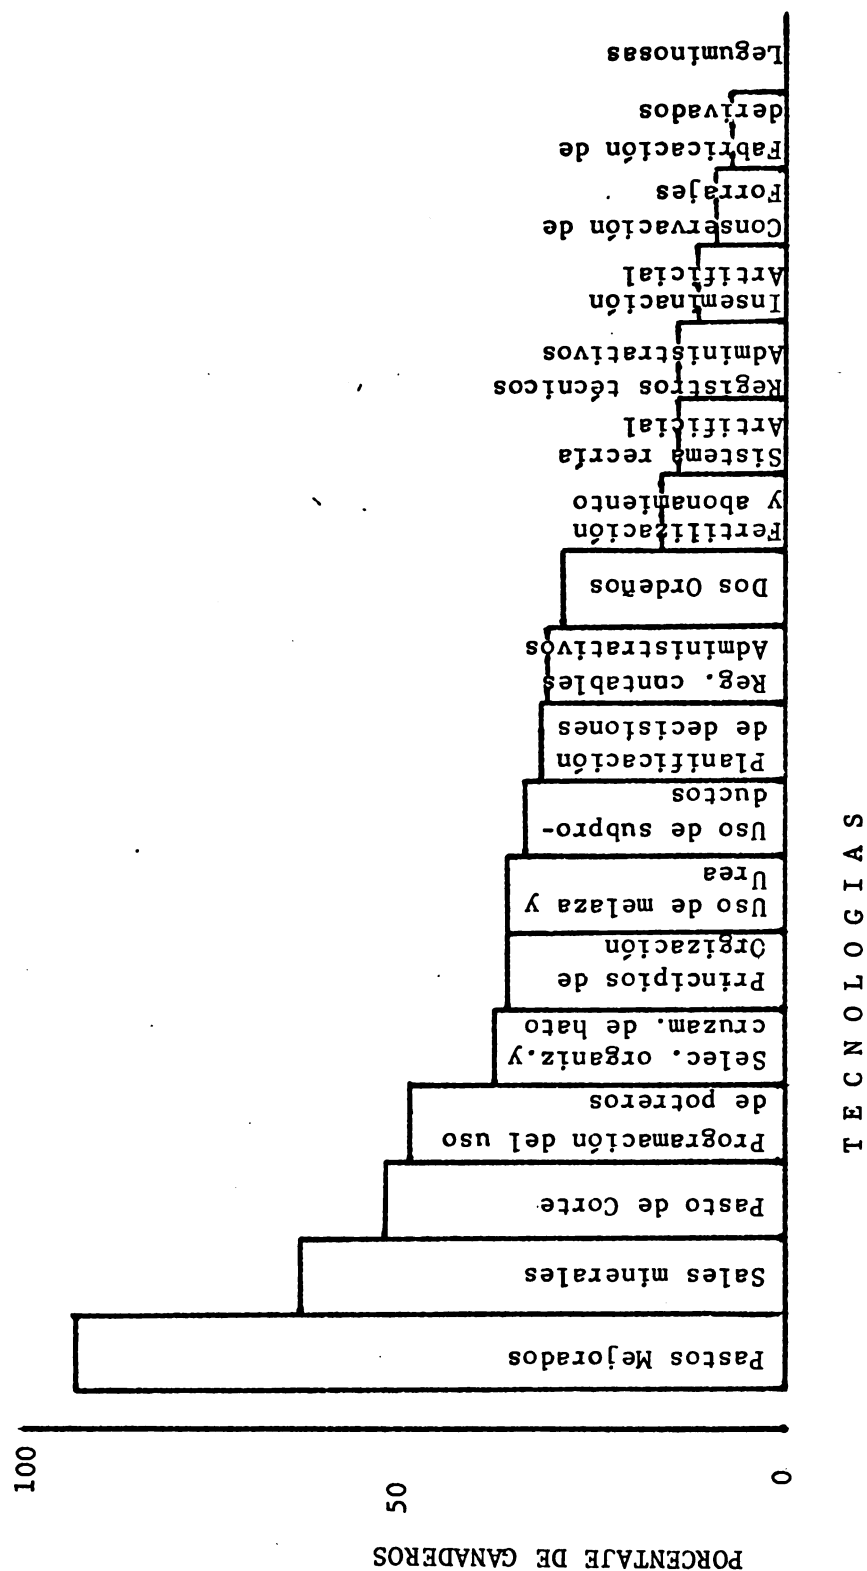 PORCENTAJE DE GANADEROS
0
50
100
Pastos Mejorados
Sales minerales
Pasto de Corte
Programación del uso
de potreros
Selec. organiz.y
cruzam. de hato
Principios de
Orgización
Uso de melaza y
Urea
Uso de subpro-
ductos
Planificación
de decisiones
Reg. cuntables
Administrativos
Dos Ordeños
Fertilización
y abonamiento
Sistema recría
Artificial
Registros técnicos
Administrativos
Inseminación
Artificial
Conservación de
Forrajes
Fabricación de
derivados
Leguminosas
TECNOLOGIAS